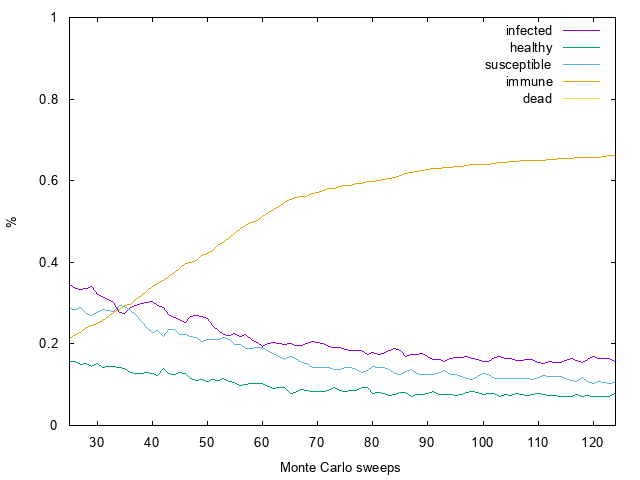 1
0.8
0.6
0.4
0.2
0
%
infected
healthy
susceptible
immune
dead
30 40 50 60 70 80 90 100 110 120
Monte Carlo sweeps